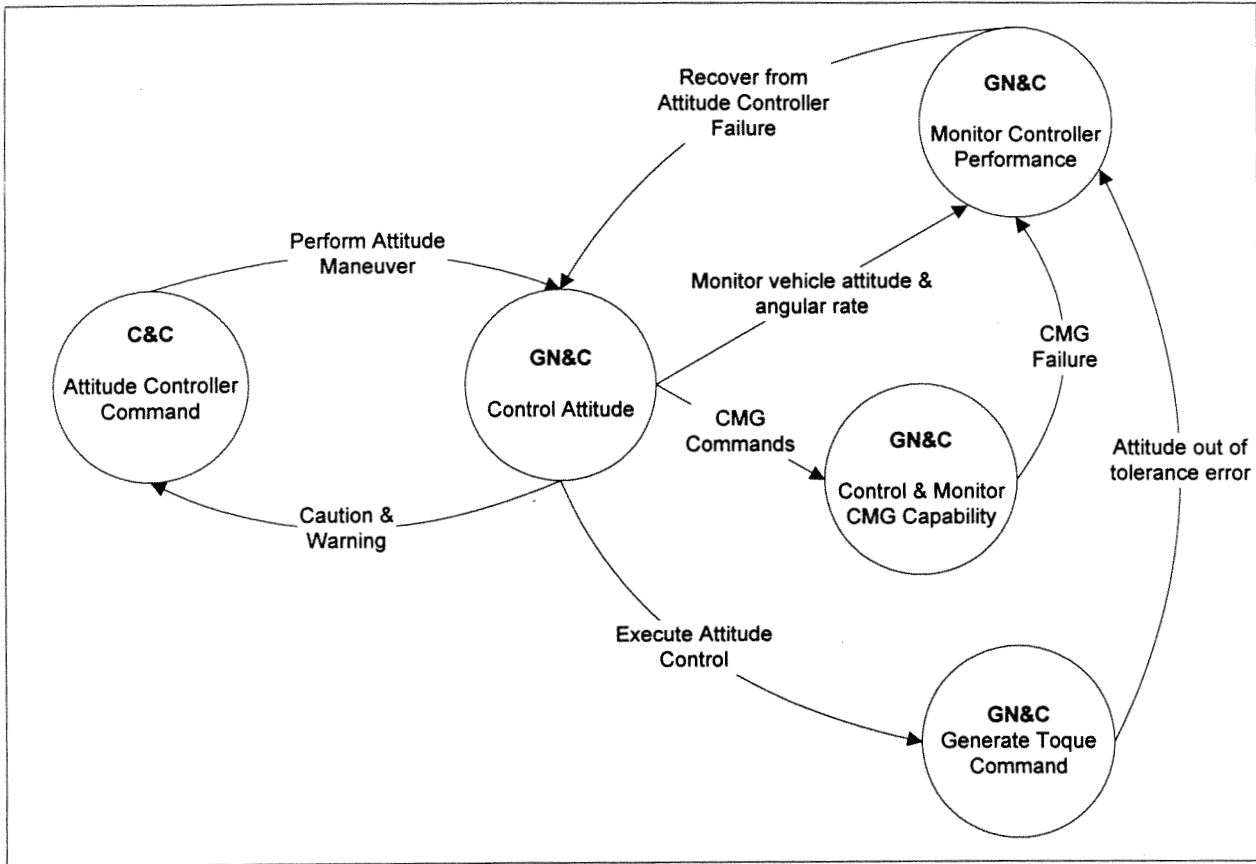 Recover from
Attitude Controller
Failure
GN&C
Monitor Controller
Performance
Perform Attitude
Maneuver
Monitor vehicle attitude &
angular rate
C&C
Attitude Controller
Command
GN&C
Control Attitude
CMG
Failure
CMG
Commands
GN&C
Control & Monitor
CMG Capability
Attitude out of
tolerance error
Caution &
Warning
Execute Attitude
Control
GN&C
Generate Toque
Command